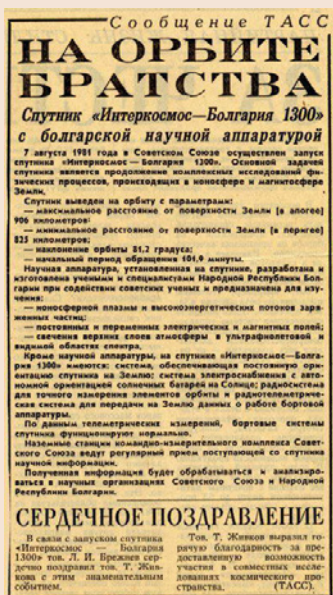 Сообщение ТАСС
НА ОРБИТЕ
БРАТСТВА
Спутник «Интеркосмос—Болгария 1300»
с болгарской научной аппаратурой
7 августа 1981 года в Советском Союзе осуществлен запуск
спутника «Интеркосмос—Болгария 1300». Основной задачей
спутника является продолжение комплексных исследований фи-
зических процессов, происходящих в ионосфере и магнитосфере
Земли.
Спутник выведен на орбиту с параметрами:
— максимальное расстояние от поверхности Земли [в апогее]
906 километров;
— минимальное расстояние от поверхности Земли [в перигее]
825 километров;
— наклонение орбиты 81,2 градуса;
— начальный период обращения 101,9 минуты.
Научная аппаратура, установленная на спутнике, разработана и
изготовлена учеными и специалистами Народной Республики Бол-
гарии при содействии советских ученых и предназначена для изу-
чения:
— ионосферной плазмы и высокоэнергетических потоков заря-
женных частиц;
— постоянных и переменных электрических и магнитных полей;
— свечения верхних слоев атмосферы в ультрафиолетовой и
видимой областях спектра.
Кроме научной аппаратуры, на спутнике «Интеркосмос—Болга-
рия 1300» имеются: система, обеспечивающая постоянную ори-
ентацию спутника на Землю; система электроснабжения с авто-
номной ориентацией солнечных батарей на Солнце; радиосистема
для точного измерения элементов орбиты и радиотелеметриче-
ская система для передачи на Землю данных о работе бортовой
аппаратуры.
По данным телеметрических измерений, бортовые системы
спутника функционируют нормально.
Наземные станции командно-измерительного комплекса Совет-
ского Союза ведут регулярный прием поступающей со спутника
научной информации.
Полученная информация будет обрабатываться и анализиро-
ваться в научных организациях Советского Союза и Народной
Республики Болгарии.
СЕРДЕЧНОЕ ПОЗДРАВЛЕНИЕ
В связи с запуском спутника
«Интеркосмос — Болгария
1300» тов. Л. И. Брежнев сер-
дечно поздравил тов. Т. Жив-
кова с этим знаменательным
событием.
Тов. Т. Живков выразил го-
рячую благодарность за пре-
доставленную возможность
участия в совместных иссле-
дованиях космического про-
странства. (ТАСС).